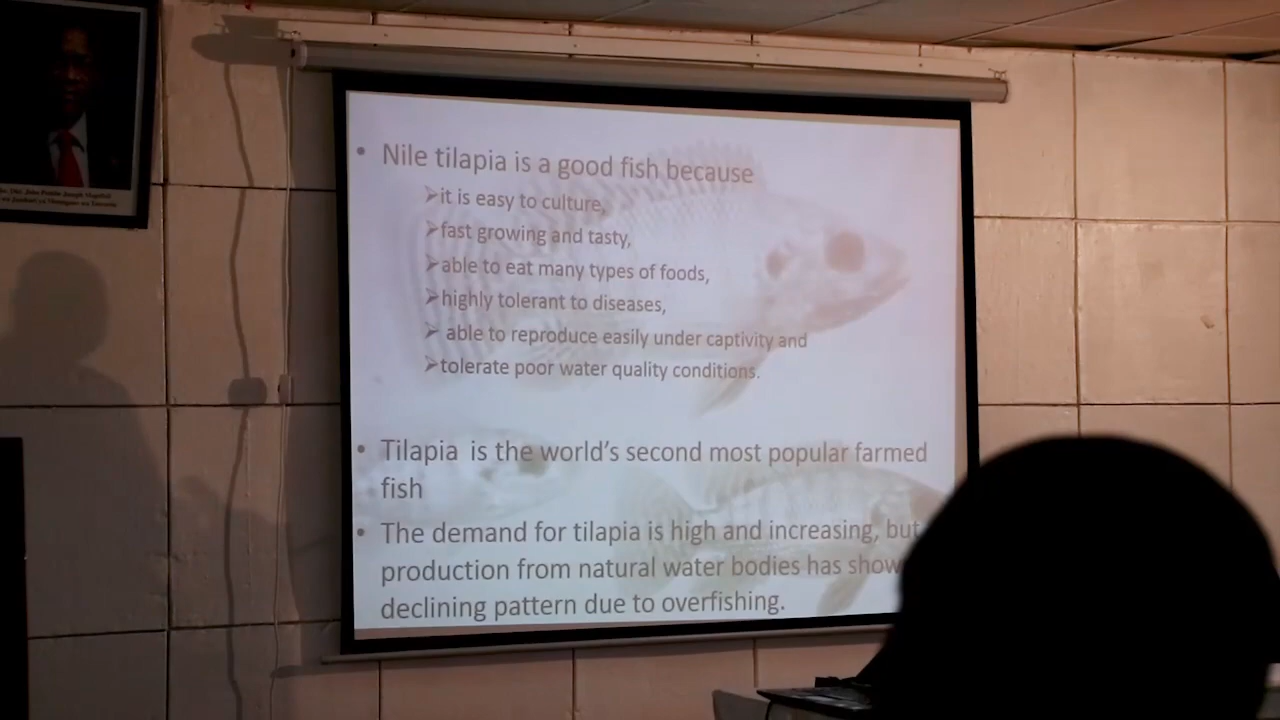 • Nile tilapia is a good fish because
➢it is easy to culture,
➢fast growing and tasty,
➢able to eat many types of foods,
➢highly tolerant to diseases,
➢ able to reproduce easily under captivity and
➢tolerate poor water quality conditions.
• Tilapia is the world's second most popular farmed
fish
• The demand for tilapia is high and increasing, but
production from natural water bodies has show
declining pattern due to overfishing.
John Joseph Magufuli